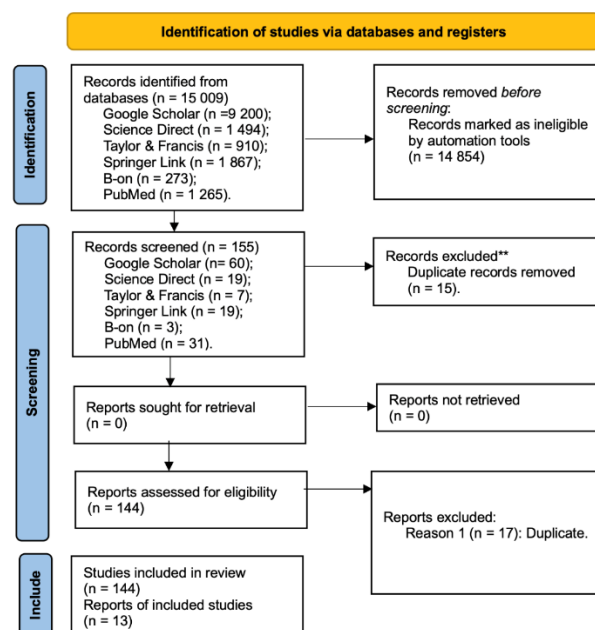 Identification of studies via databases and registers
Identification
Records identified from
databases (n = 15 009)
Google Scholar (n =9 200);
Science Direct (n = 1 494);
Taylor & Francis (n = 910);
Springer Link (n = 1 867);
B-on (n = 273);
PubMed (n = 1 265).
Records removed before
screening:
Records marked as ineligible
by automation tools
(n = 14 854)
Screening
Records screened (n = 155)
Google Scholar (n= 60);
Science Direct (n = 19);
Taylor & Francis (n = 7);
Springer Link (n = 19);
B-on (n = 3);
PubMed (n = 31).
Records excluded**
Duplicate records removed
(n = 15).
Reports sought for retrieval
(n = 0)
Reports not retrieved
(n = 0)
Reports assessed for eligibility
(n = 144)
Reports excluded:
Reason 1 (n = 17): Duplicate.
Include
Studies included in review
(n = 144)
Reports of included studies
(n = 13)